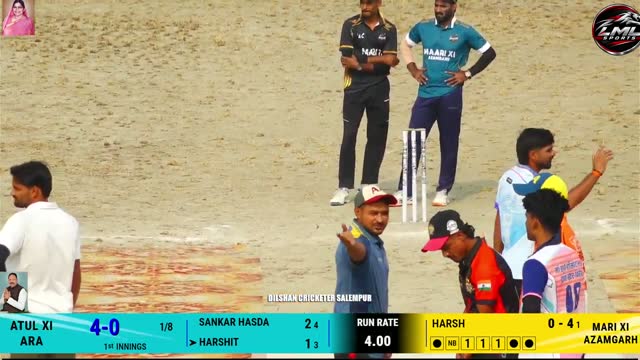 LML
SPORTS
MAARI XI
AZAMGARH
DILSHAN CRICKETER SALEMPUR
ATUL XI
ARA
4-0
1/8
1st INNINGS
SANKAR HASDA 2 4
HARSHIT 1 3
RUN RATE
4.00
HARSH 0 - 4 1
NB 1 1 1
MARI XI
AZAMGARH